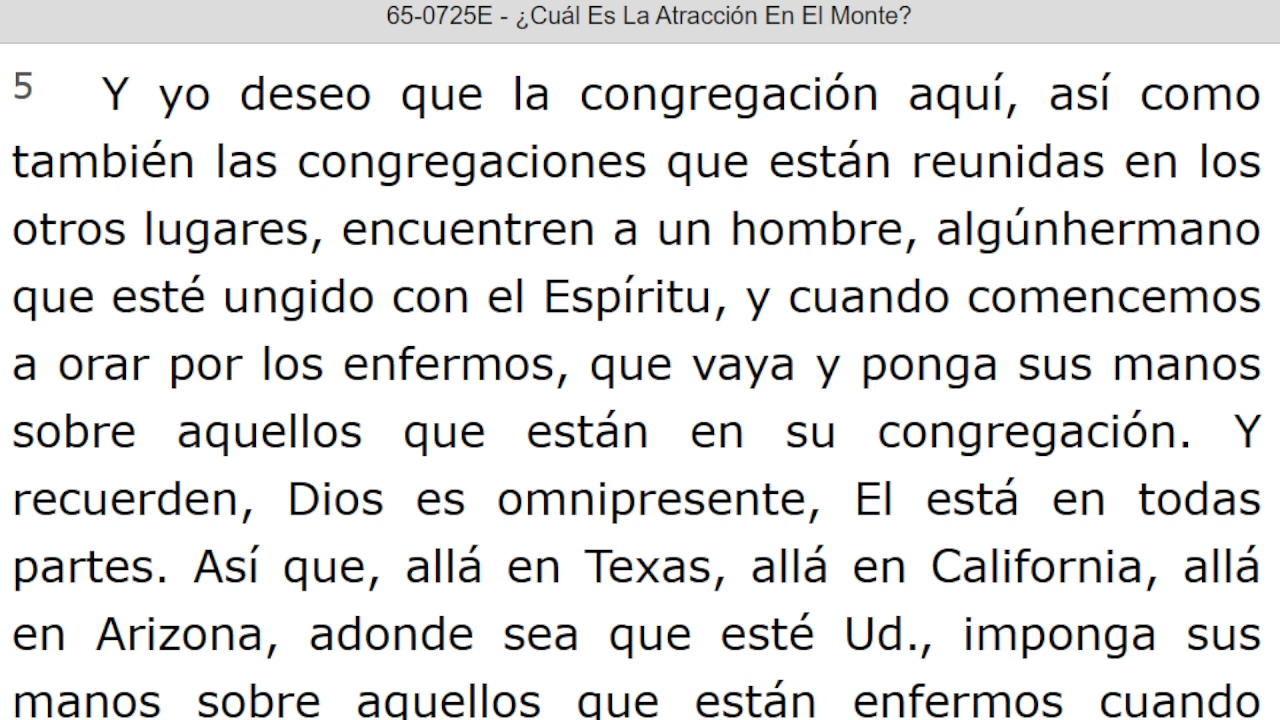 65-0725E - ¿Cuál Es La Atracción En El Monte?
5 Y yo deseo que la congregación aquí, así como
también las congregaciones que están reunidas en los
otros lugares, encuentren a un hombre, algúnhermano
que esté ungido con el Espíritu, y cuando comencemos
a orar por los enfermos, que vaya y ponga sus manos
sobre aquellos que están en su congregación. Y
recuerden, Dios es omnipresente, El está en todas
partes. Así que, allá en Texas, allá en California, allá
en Arizona, adonde sea que esté Ud., imponga sus
manos sobre aquellos que están enfermos cuando